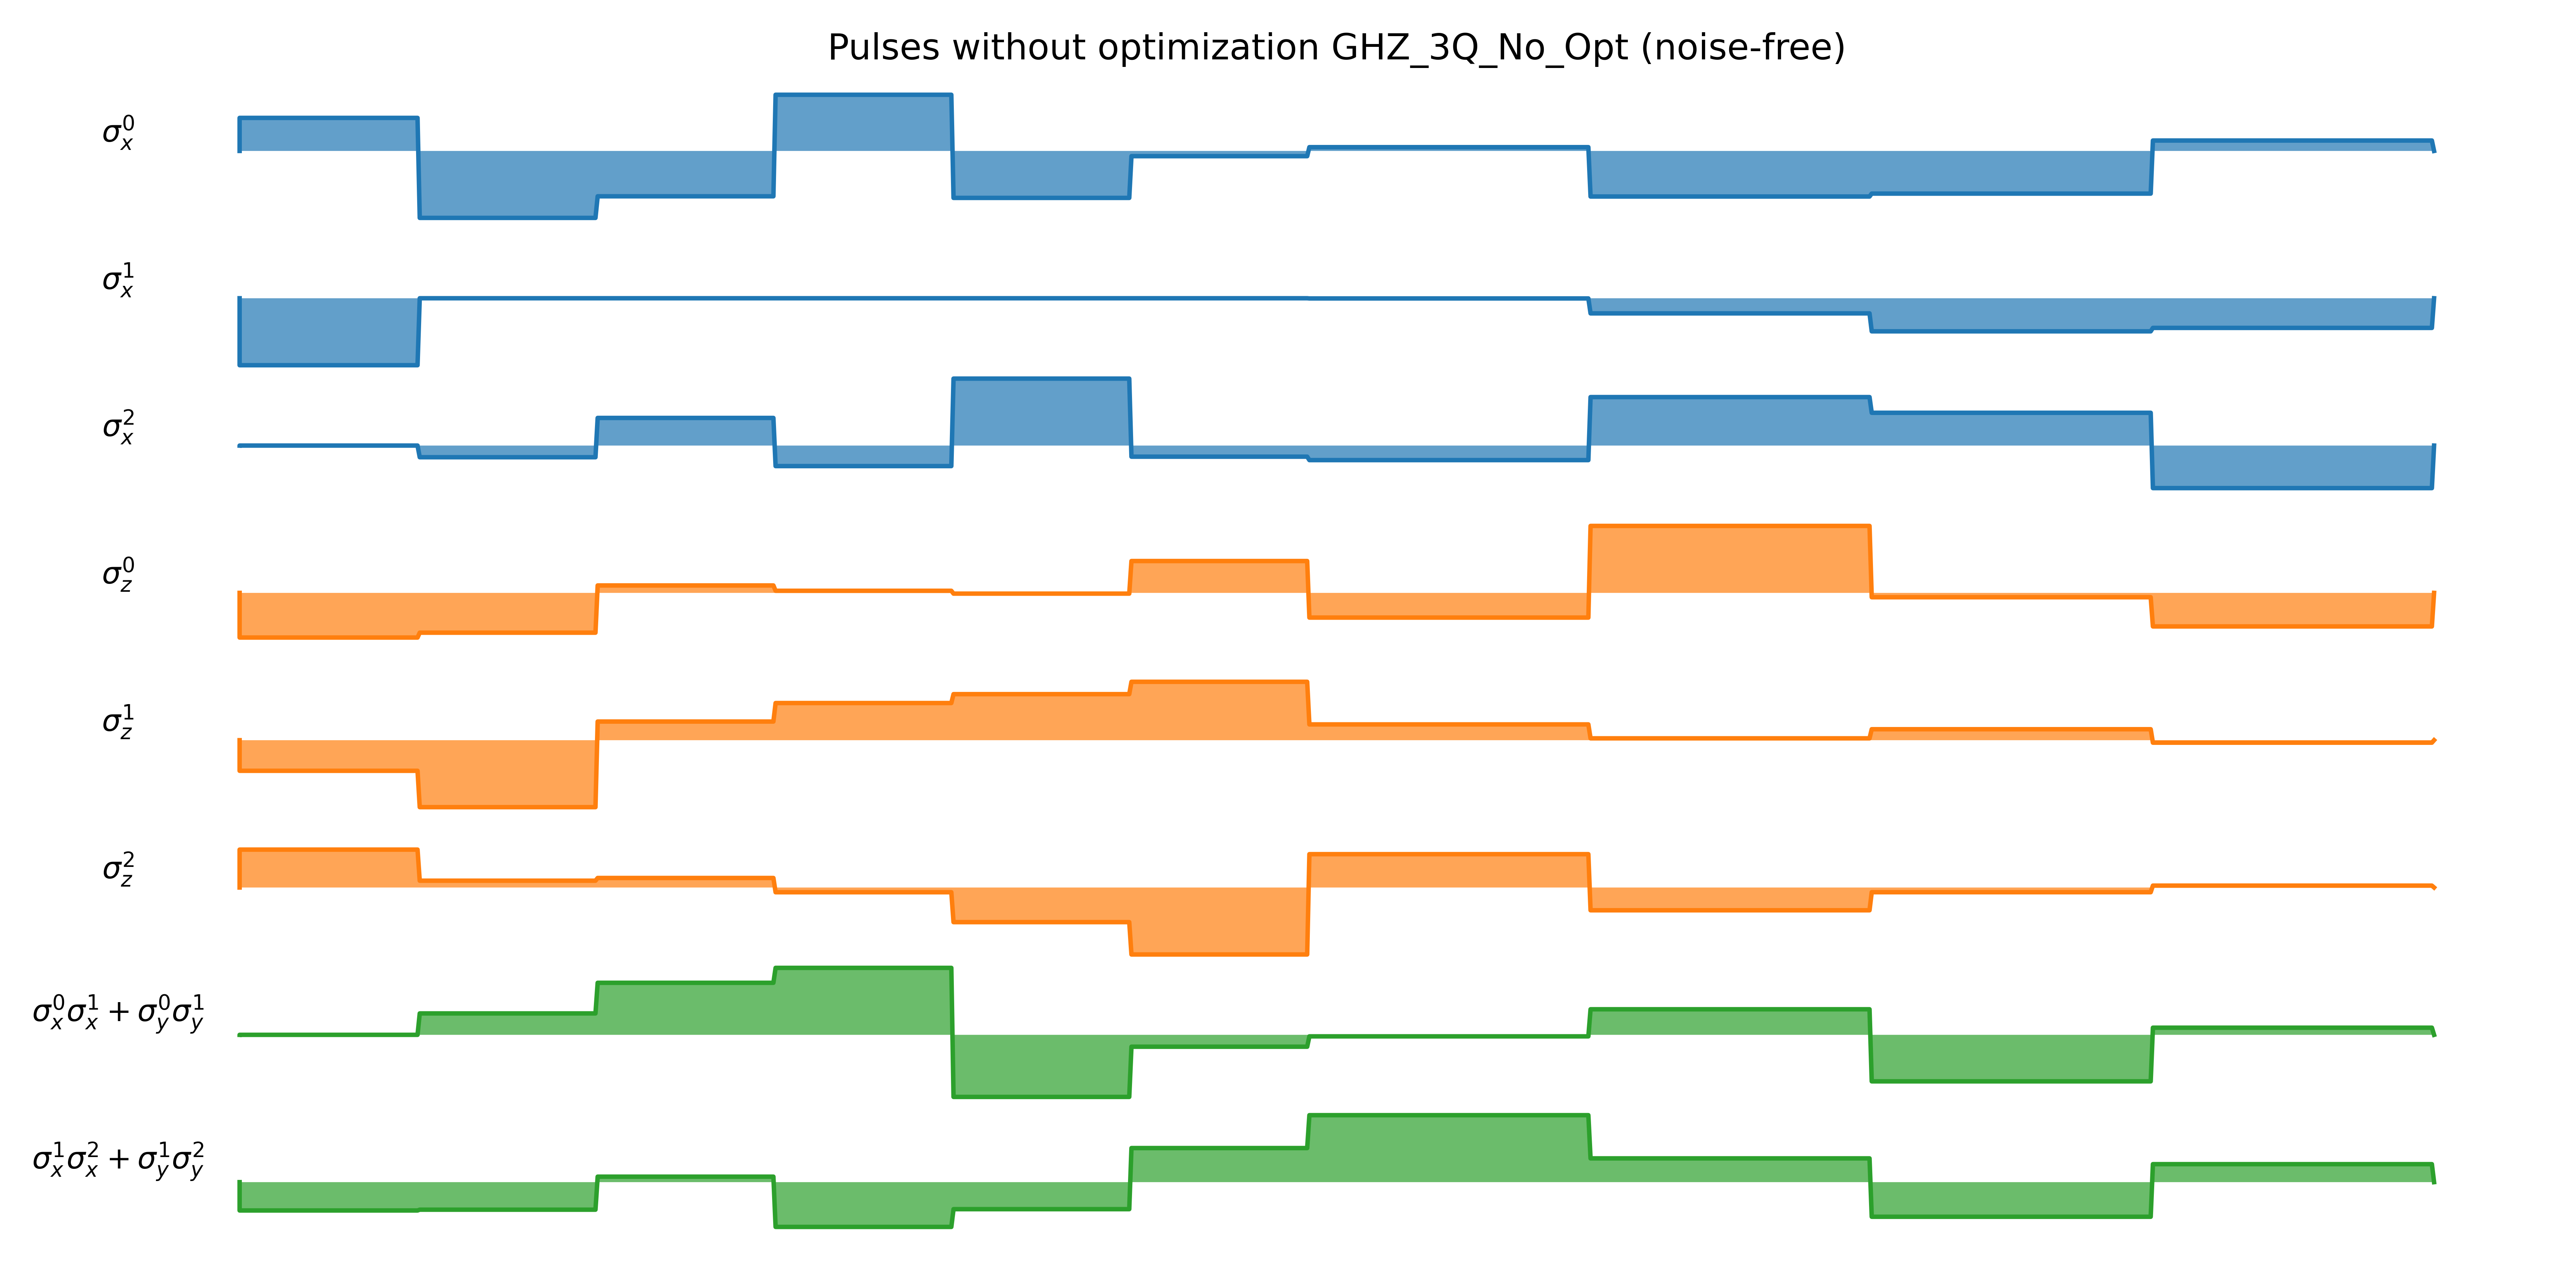 Pulses without optimization GHZ_3Q_No_Opt (noise-free)
σ_x^0
σ_x^1
σ_x^2
σ_z^0
σ_z^1
σ_z^2
σ_x^0σ_x^1 + σ_y^0σ_y^1
σ_x^1σ_x^2 + σ_y^1σ_y^2